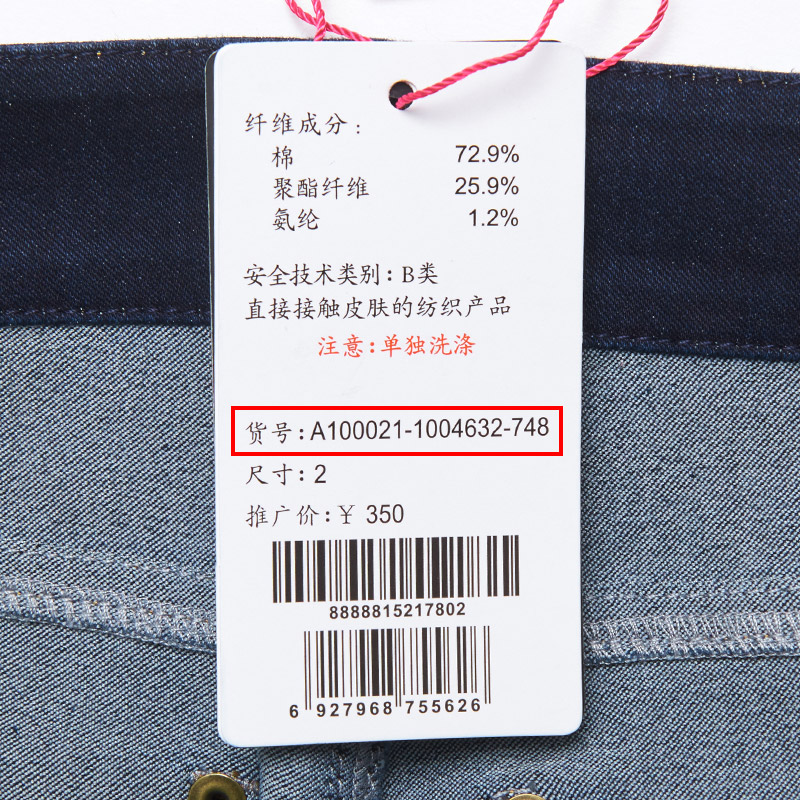 纤维成分:
棉 72.9%
聚酯纤维 25.9%
氨纶 1.2%
安全技术类别:B类
直接接触皮肤的纺织产品
注意:单独洗涤
货号:A100021-1004632-748
尺寸:2
推广价:¥ 350
8888815217802
6 927968 755626